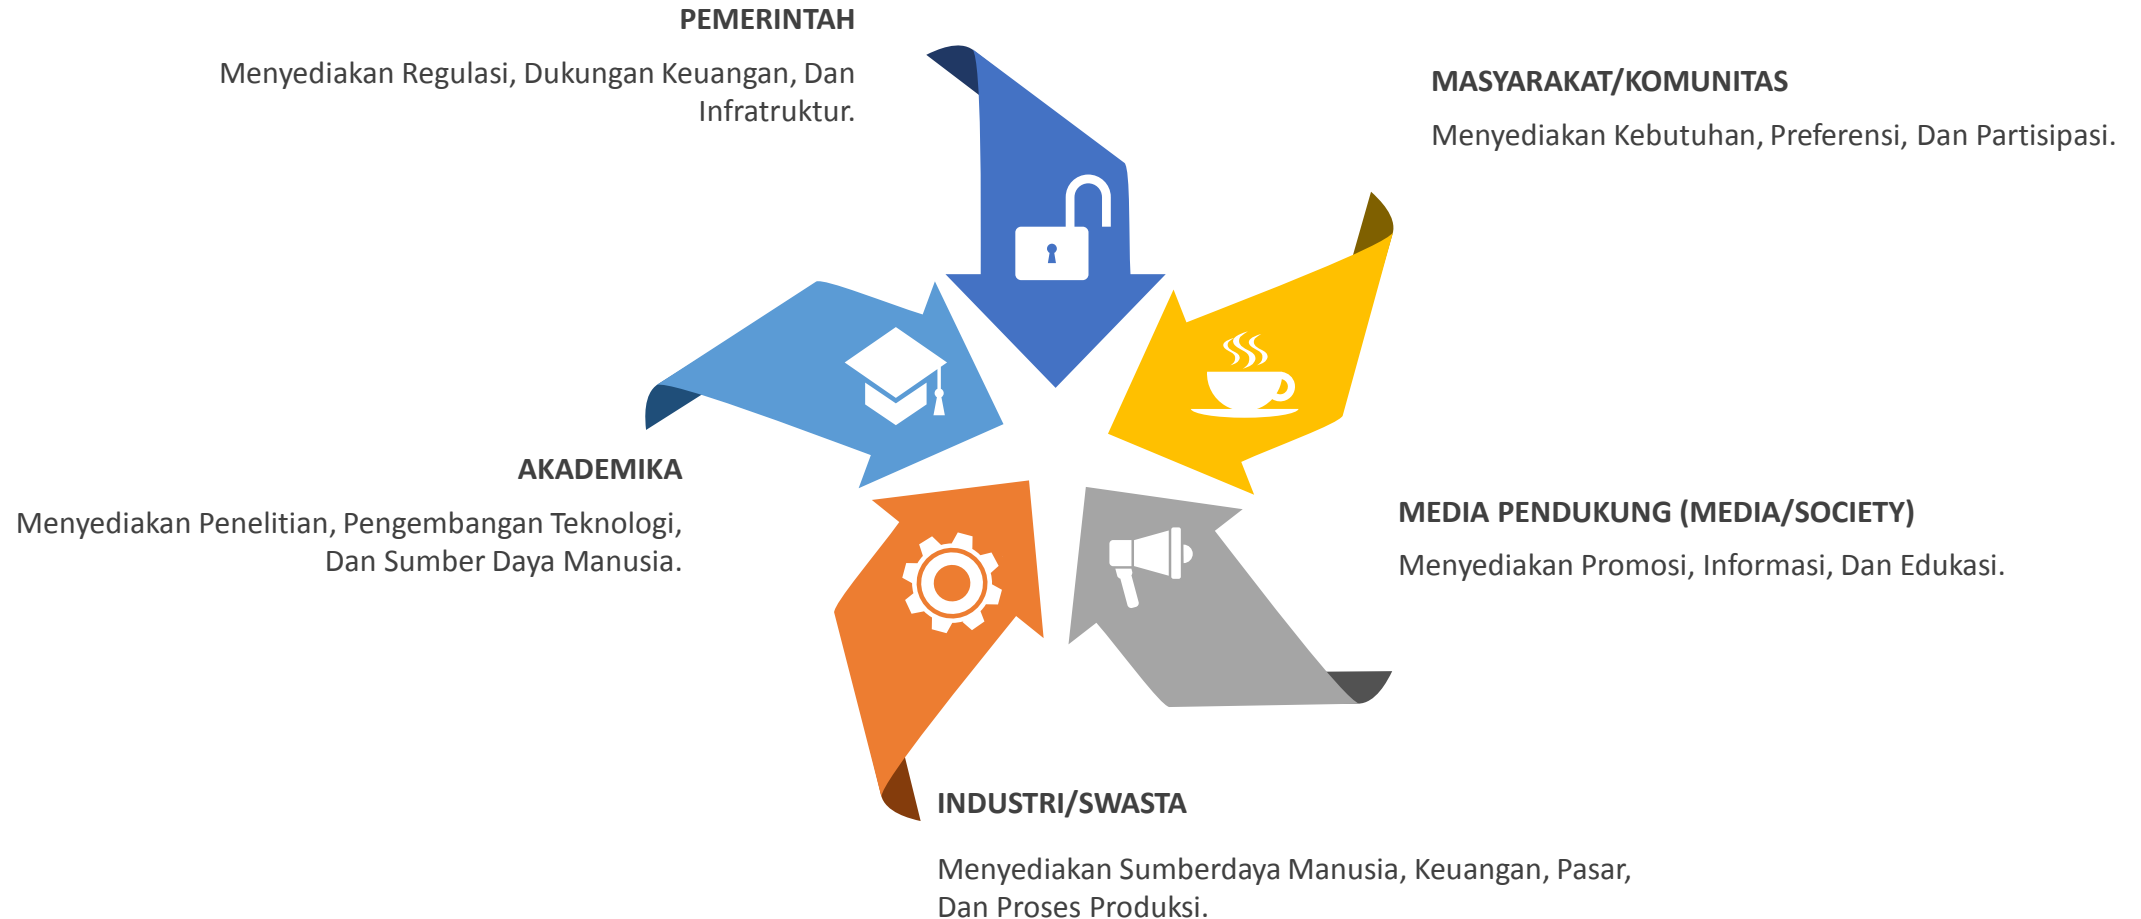 PEMERINTAH
Menyediakan Regulasi, Dukungan Keuangan, Dan
Infratruktur.
MASYARAKAT/KOMUNITAS
Menyediakan Kebutuhan, Preferensi, Dan Partisipasi.
AKADEMIKA
Menyediakan Penelitian, Pengembangan Teknologi,
Dan Sumber Daya Manusia.
MEDIA PENDUKUNG (MEDIA/SOCIETY)
Menyediakan Promosi, Informasi, Dan Edukasi.
INDUSTRI/SWASTA
Menyediakan Sumberdaya Manusia, Keuangan, Pasar,
Dan Proses Produksi.